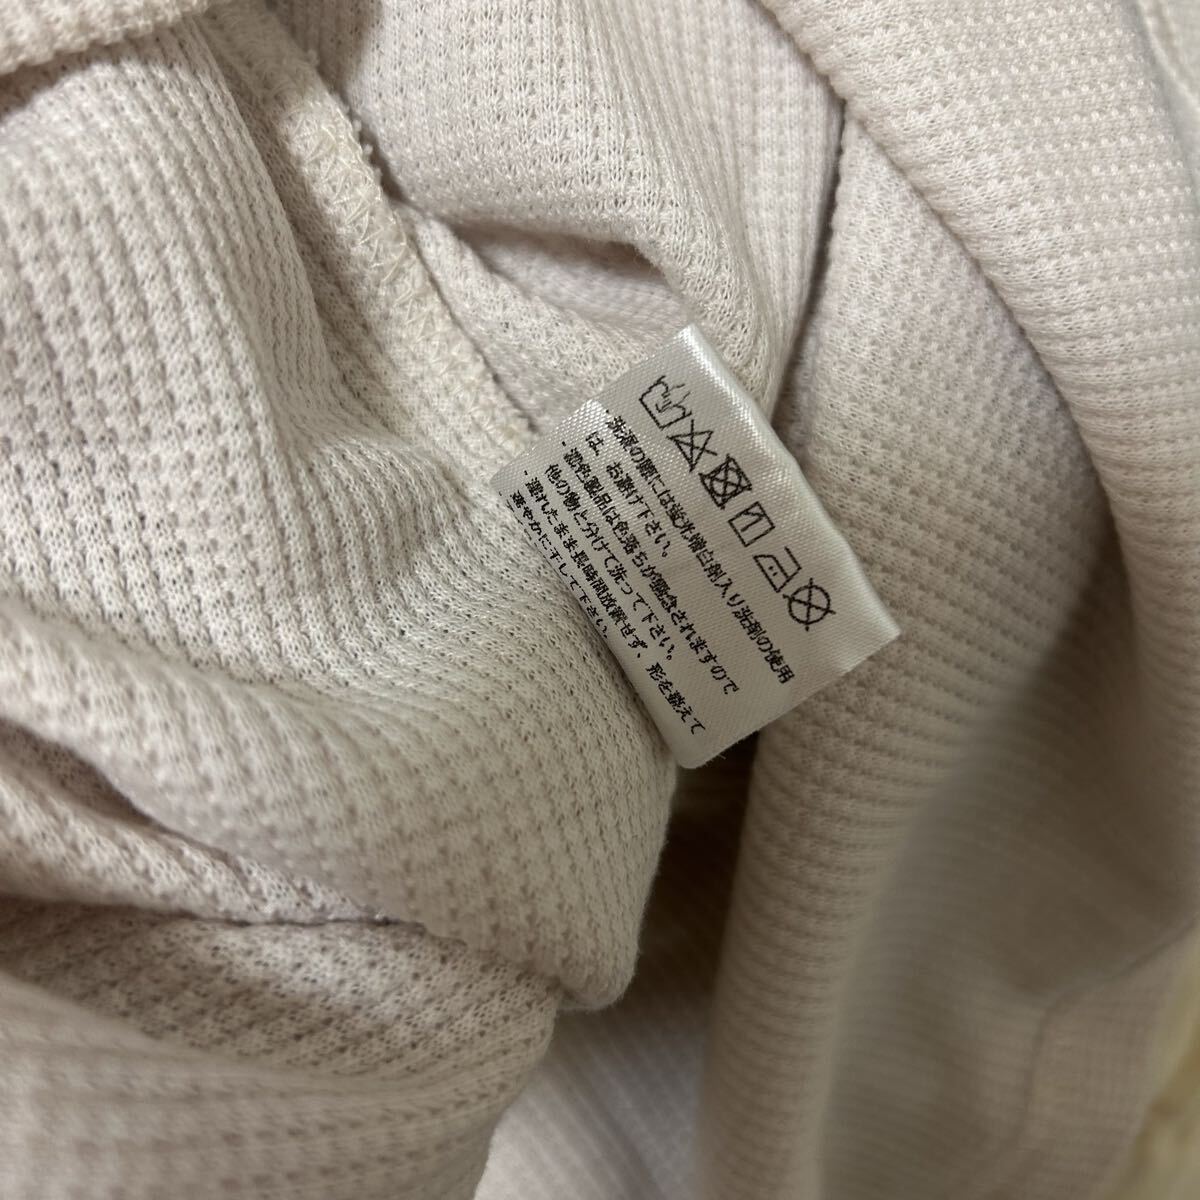 ・洗濯の際には蛍光増白剤入り洗剤の使用
は、お避け下さい。
・濃色製品は色落ちが懸念されますので
他の物と分けて洗って下さい。
・濡れたまま長時間放置せず、形を整えて
速やかに干して下さい。